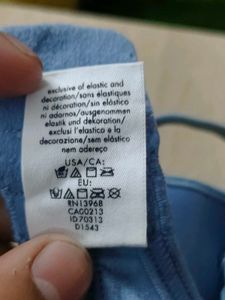 exclusive of elastic and
decoration/sans élastiques
ni décoration/sin elástico
ni adornos/ausgenommen
elastik und dekoration/
exclusi l'elastico e la
decorazione/sem elástico
nem adereço
USA/CA:
EU:
RN13968
CA00213
ID70313
D1543